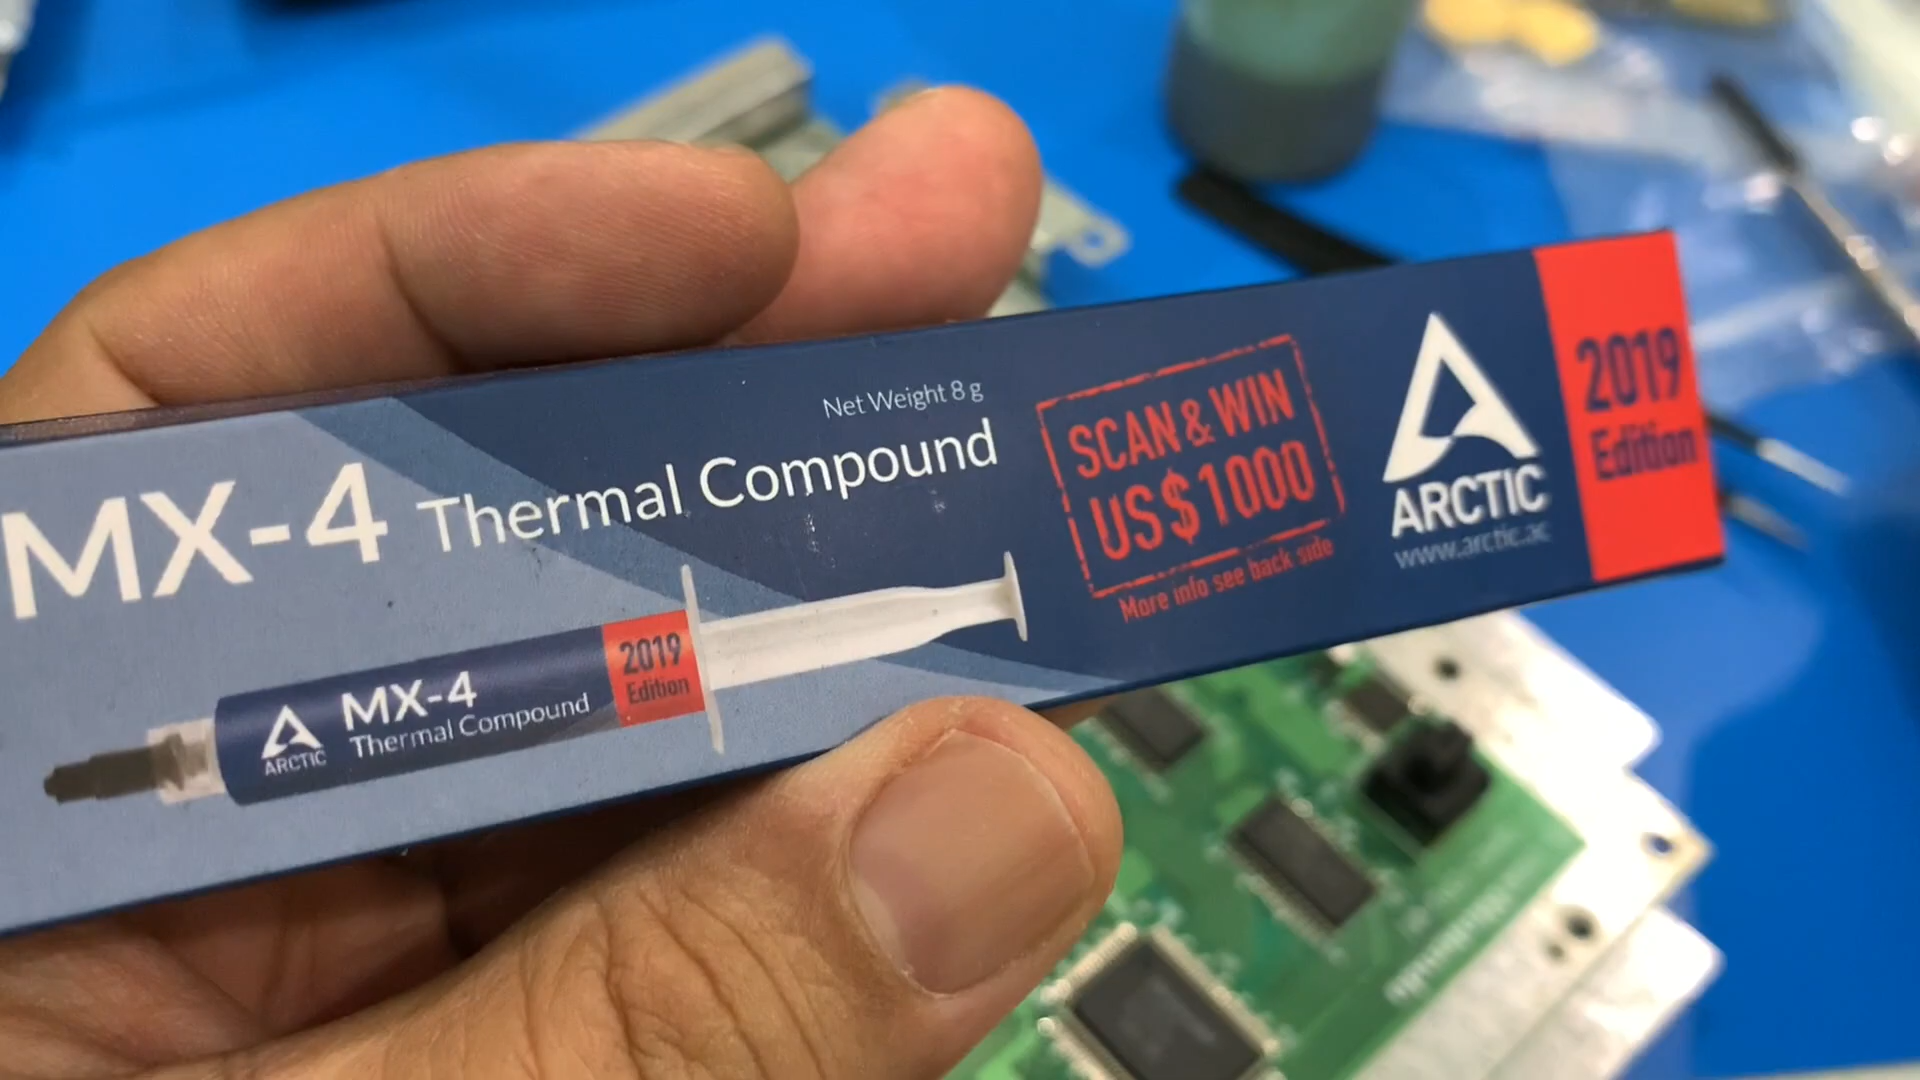 MX-4 Thermal Compound
Net Weight 8 g
SCAN & WIN
US$1000
More info see back side
ARCTIC
www.arctic.ac
2019
Edition
ARCTIC
MX-4
Thermal Compound
2019
Edition